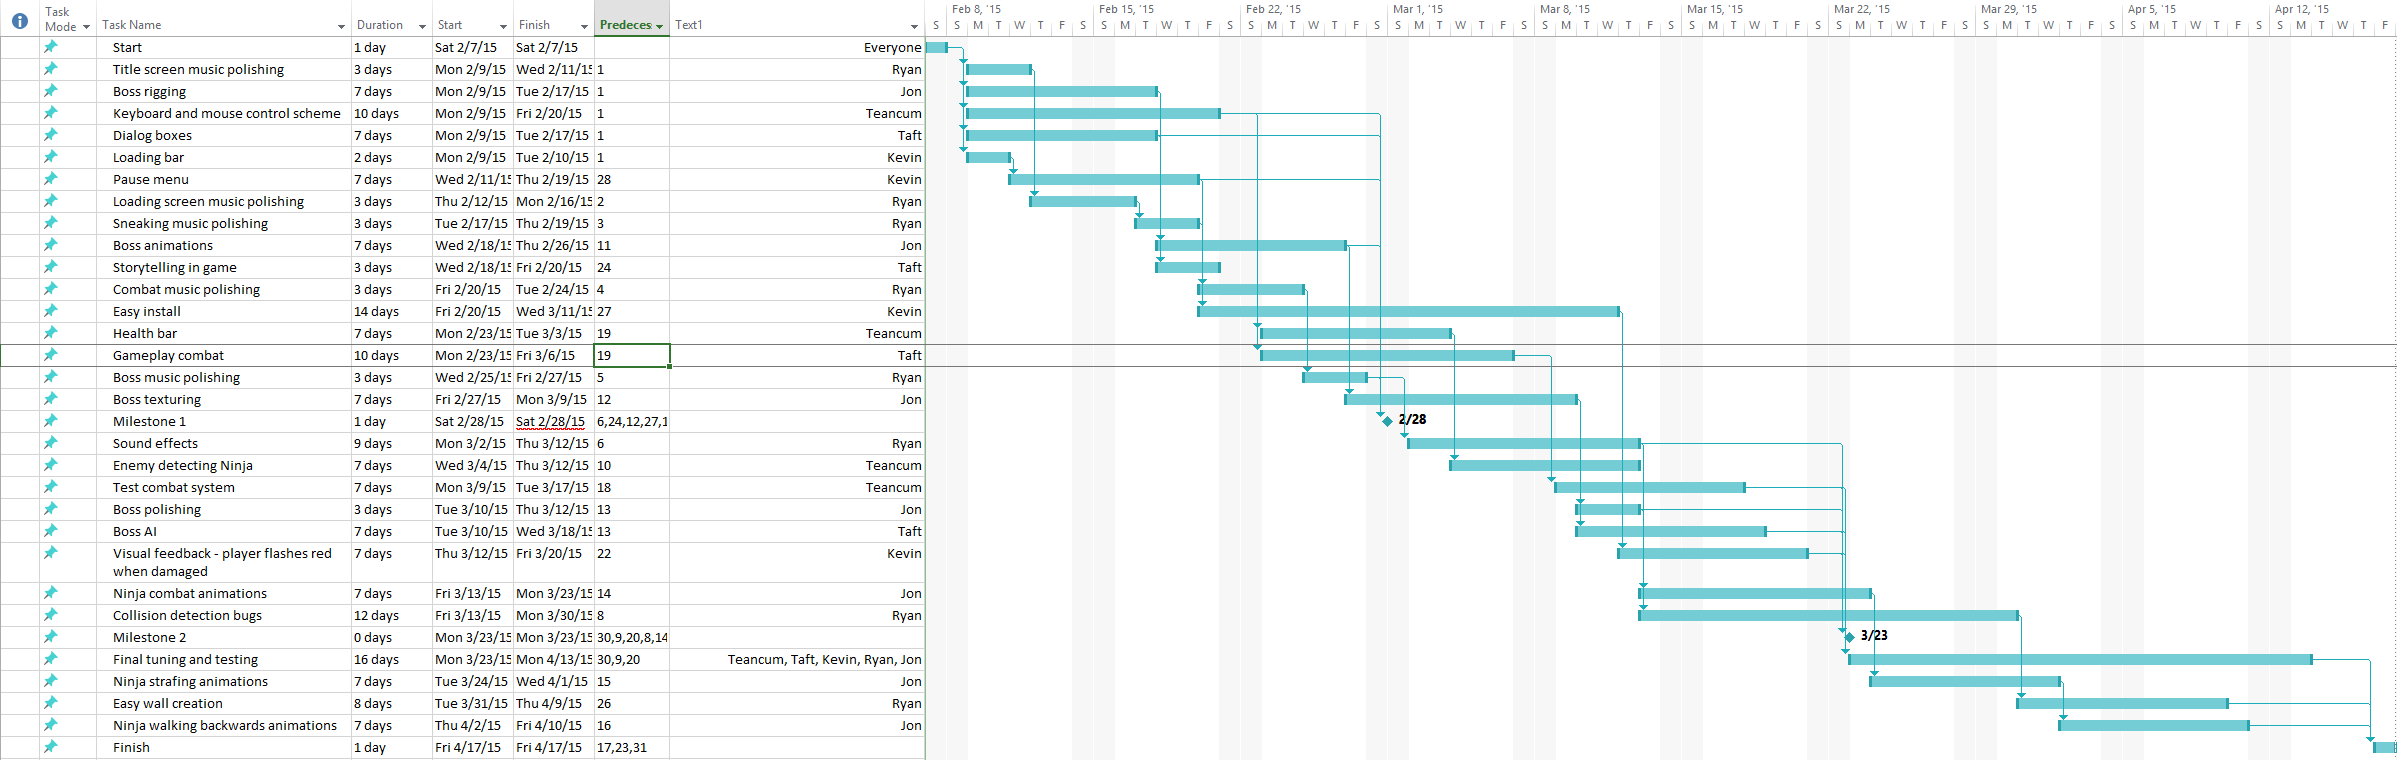 Task Mode Task Name Duration Start Finish Predeces Text1
Feb 8, '15 Feb 15, '15 Feb 22, '15 Mar 1, '15 Mar 8, '15 Mar 15, '15 Mar 22, '15 Mar 29, '15 Apr 5, '15 Apr 12, '15
S S M T W T F S S M T W T F S S M T W T F S S M T W T F S S M T W T F S S M T W T F S S M T W T F S S M T W T F S S M T W T F S S M T W T F
Start 1 day Sat 2/7/15 Sat 2/7/15 Everyone
Title screen music polishing 3 days Mon 2/9/15 Wed 2/11/15 1 Ryan
Boss rigging 7 days Mon 2/9/15 Tue 2/17/15 1 Jon
Keyboard and mouse control scheme 10 days Mon 2/9/15 Fri 2/20/15 1 Teancum
Dialog boxes 7 days Mon 2/9/15 Tue 2/17/15 1 Taft
Loading bar 2 days Mon 2/9/15 Tue 2/10/15 1 Kevin
Pause menu 7 days Wed 2/11/15 Thu 2/19/15 28 Kevin
Loading screen music polishing 3 days Thu 2/12/15 Mon 2/16/15 2 Ryan
Sneaking music polishing 3 days Tue 2/17/15 Thu 2/19/15 3 Ryan
Boss animations 7 days Wed 2/18/15 Thu 2/26/15 11 Jon
Storytelling in game 3 days Wed 2/18/15 Fri 2/20/15 24 Taft
Combat music polishing 3 days Fri 2/20/15 Tue 2/24/15 4 Ryan
Easy install 14 days Fri 2/20/15 Wed 3/11/15 27 Kevin
Health bar 7 days Mon 2/23/15 Tue 3/3/15 19 Teancum
Gameplay combat 10 days Mon 2/23/15 Fri 3/6/15 19 Taft
Boss music polishing 3 days Wed 2/25/15 Fri 2/27/15 5 Ryan
Boss texturing 7 days Fri 2/27/15 Mon 3/9/15 12 Jon
Milestone 1 1 day Sat 2/28/15 Sat 2/28/15 6,24,12,27,1 2/28
Sound effects 9 days Mon 3/2/15 Thu 3/12/15 6 Ryan
Enemy detecting Ninja 7 days Wed 3/4/15 Thu 3/12/15 10 Teancum
Test combat system 7 days Mon 3/9/15 Tue 3/17/15 18 Teancum
Boss polishing 3 days Tue 3/10/15 Thu 3/12/15 13 Jon
Boss AI 7 days Tue 3/10/15 Wed 3/18/15 13 Taft
Visual feedback - player flashes red 7 days Thu 3/12/15 Fri 3/20/15 22 Kevin
when damaged
Ninja combat animations 7 days Fri 3/13/15 Mon 3/23/15 14 Jon
Collision detection bugs 12 days Fri 3/13/15 Mon 3/30/15 8 Ryan
Milestone 2 0 days Mon 3/23/15 Mon 3/23/15 30,9,20,8,14 3/23
Final tuning and testing 16 days Mon 3/23/15 Mon 4/13/15 30,9,20 Teancum, Taft, Kevin, Ryan, Jon
Ninja strafing animations 7 days Tue 3/24/15 Wed 4/1/15 15 Jon
Easy wall creation 8 days Tue 3/31/15 Thu 4/9/15 26 Ryan
Ninja walking backwards animations 7 days Thu 4/2/15 Fri 4/10/15 16 Jon
Finish 1 day Fri 4/17/15 Fri 4/17/15 17,23,31